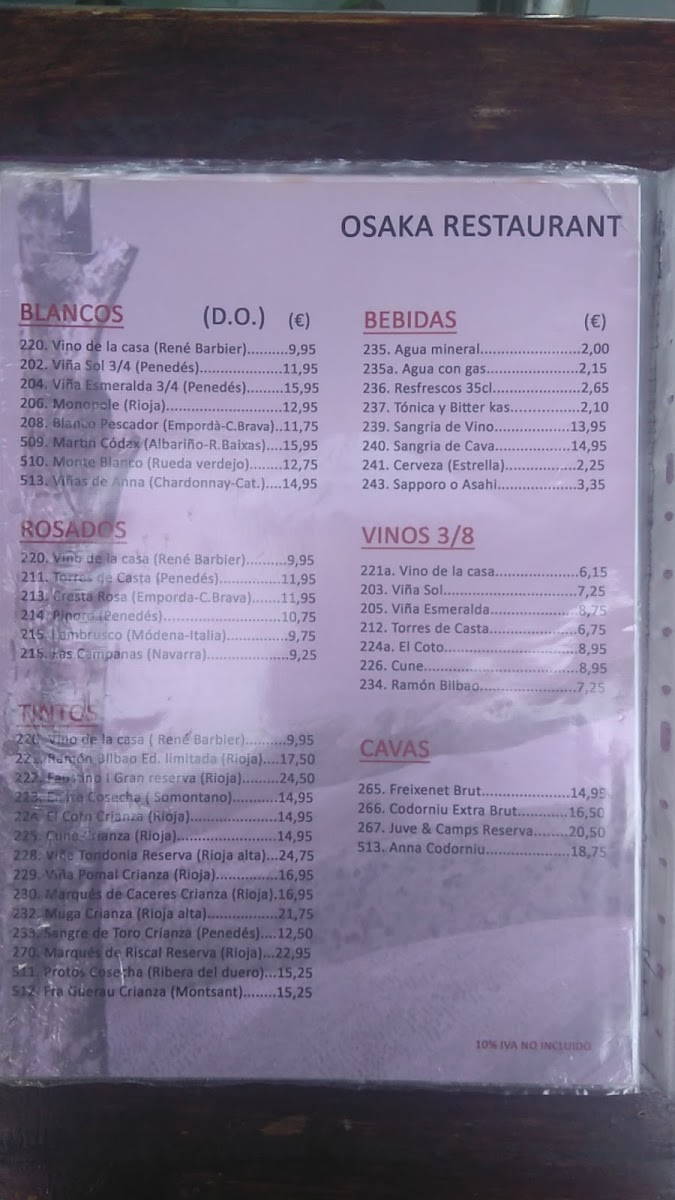 OSAKA RESTAURANT
BLANCOS (D.O.) (€)
220. Vino de la casa (René Barbier)..........9,95
202. Viña Sol 3/4 (Penedés)....................11,95
204. Viña Esmeralda 3/4 (Penedés).........15,95
206. Monopole (Rioja)............................12,95
208. Blanco Pescador (Empordà-C.Brava)..11,75
509. Martín Códax (Albariño-R.Baixas)....15,95
510. Monte Blanco (Rueda verdejo)........12,75
513. Viñas de Anna (Chardonnay-Cat.)....14,95
ROSADOS
220. Vino de la casa (René Barbier)..........9,95
211. Torres de Casta (Penedés)...............11,95
213. Cresta Rosa (Emporda-C.Brava).......11,95
214. Pinord (Penedés)...................................10,75
215. Lambrusco (Módena-Italia)...............9,75
215. Las Campanas (Navarra)....................9,25
TINTOS
220. Vino de la casa ( René Barbier)..........9,95
221. Ramón Bilbao Ed. limitada (Rioja)....17,50
222. Faustino I Gran reserva (Rioja)........24,50
223. Cosecha ( Somontano)............14,95
224. El Coto Crianza (Rioja).....................14,95
225. Cune Crianza (Rioja)........................14,95
228. Viña Tondonia Reserva (Rioja alta)...24,75
229. Viña Pomal Crianza (Rioja)...............16,95
230. Marqués de Caceres Crianza (Rioja).16,95
232. Muga Crianza (Rioja alta).................21,75
233. Sangre de Toro Crianza (Penedés)....12,50
270. Marqués de Riscal Reserva (Rioja)...22,95
511. Protos Cosecha (Ribera del duero)...15,25
512. Fra Guerau Crianza (Montsant)........15,25
BEBIDAS (€)
235. Agua mineral.........................2,00
235a. Agua con gas.......................2,15
236. Resfrescos 35cl.....................2,65
237. Tónica y Bitter kas.................2,10
239. Sangria de Vino...................13,95
240. Sangria de Cava...................14,95
241. Cerveza (Estrella)..................2,25
243. Sapporo o Asahi....................3,35
VINOS 3/8
221a. Vino de la casa.....................6,15
203. Viña Sol................................7,25
205. Viña Esmeralda......................8,75
212. Torres de Casta......................6,75
224a. El Coto................................8,95
226. Cune.....................................8,95
234. Ramón Bilbao........................7,25
CAVAS
265. Freixenet Brut......................14,95
266. Codorniu Extra Brut.............16,50
267. Juve & Camps Reserva........20,50
513. Anna Codorniu.....................18,75
10% IVA NO INCLUIDO